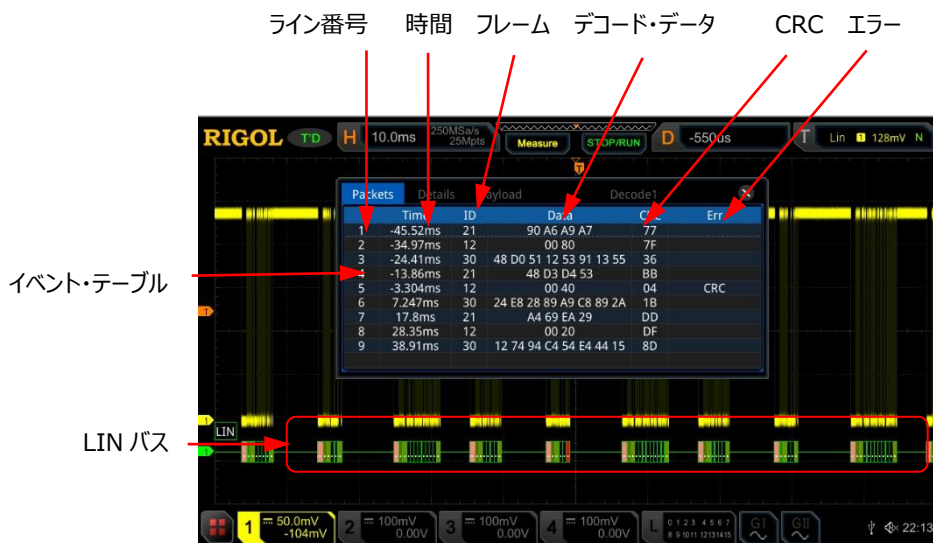 ライン番号 時間 フレーム デコード・データ CRC エラー
RIGOL T'D H 10.0ms 250MSa/s 25Mpts Measure STOP/RUN D -550us T Lin 1 128mV N
T
Packets Details Payload Decode1
Time ID Data CRC Err
1 -45.52ms 21 90 A6 A9 A7 77
2 -34.97ms 12 00 80 7F
3 -24.41ms 30 48 D0 51 12 53 91 13 55 36
4 -13.86ms 21 48 D3 D4 53 BB
5 -3.304ms 12 00 40 04 CRC
6 7.247ms 30 24 E8 28 89 A9 C8 89 2A 1B
7 17.8ms 21 A4 69 EA 29 DD
8 28.35ms 12 00 20 DF
9 38.91ms 30 12 74 94 C4 54 E4 44 15 8D
イベント・テーブル
T
1
LIN
LIN バス
1
1 50.0mV -104mV 2 100mV 0.00V 3 100mV 0.00V 4 100mV 0.00V L 0 1 2 3 4 5 6 7 8 9 10 11 12 13 14 15 GI GII 22:13